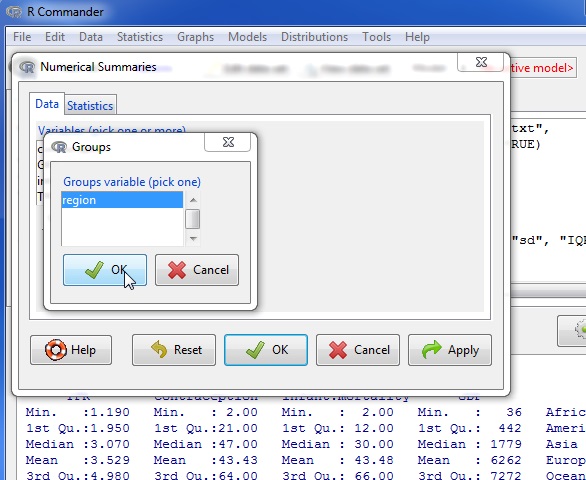 R Commander
File Edit Data Statistics Graphs Models Distributions Tools Help
Numerical Summaries
Data Statistics
Variables (pick one or more)
Groups
Groups variable (pick one)
region
OK Cancel
Help Reset OK Cancel Apply
ive model>
txt",
RUE)
"sd", "IQ
Min. :1.190 Min. : 2.00 Min. : 2.00 Min. : 36 Afric
1st Qu.:1.950 1st Qu.:21.00 1st Qu.: 12.00 1st Qu.: 442 Ameri
Median :3.070 Median :47.00 Median : 30.00 Median : 1779 Asia
Mean :3.529 Mean :43.43 Mean : 43.48 Mean : 6262 Europ
3rd Qu.:4.980 3rd Qu.:64.00 3rd Qu.: 66.00 3rd Qu.: 7272 Ocean